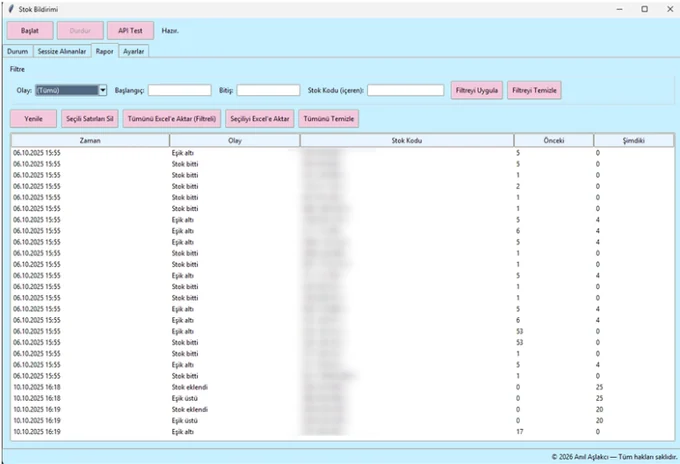 Stok Bildirimi
Başlat Durdur API Test Hazır.
Durum Sessize Alınanlar Rapor Ayarlar
Filtre
Olay: (Tümü) Başlangıç: Bitiş: Stok Kodu (içeren): Filtreyi Uygula Filtreyi Temizle
Yenile Seçili Satırları Sil Tümünü Excel'e Aktar (Filtreli) Seçiliyi Excel'e Aktar Tümünü Temizle
Zaman Olay Stok Kodu Önceki Şimdiki
06.10.2025 15:55 Eşik altı 5 0
06.10.2025 15:55 Stok bitti 5 0
06.10.2025 15:55 Stok bitti 1 0
06.10.2025 15:55 Stok bitti 2 0
06.10.2025 15:55 Stok bitti 1 0
06.10.2025 15:55 Stok bitti 1 0
06.10.2025 15:55 Eşik altı 5 4
06.10.2025 15:55 Eşik altı 6 4
06.10.2025 15:55 Eşik altı 5 4
06.10.2025 15:55 Stok bitti 1 0
06.10.2025 15:55 Stok bitti 1 0
06.10.2025 15:55 Eşik altı 5 4
06.10.2025 15:55 Stok bitti 1 0
06.10.2025 15:55 Stok bitti 1 0
06.10.2025 15:55 Eşik altı 5 4
06.10.2025 15:55 Eşik altı 6 4
06.10.2025 15:55 Eşik altı 53 0
06.10.2025 15:55 Stok bitti 53 0
06.10.2025 15:55 Stok bitti 1 0
06.10.2025 15:55 Eşik altı 5 4
06.10.2025 15:55 Stok bitti 1 0
10.10.2025 16:18 Stok eklendi 0 25
10.10.2025 16:18 Eşik üstü 0 25
10.10.2025 16:19 Stok eklendi 0 20
10.10.2025 16:19 Eşik üstü 0 20
10.10.2025 16:19 Eşik altı 17 0
© 2026 Anıl Aşlakcı — Tüm hakları saklıdır.